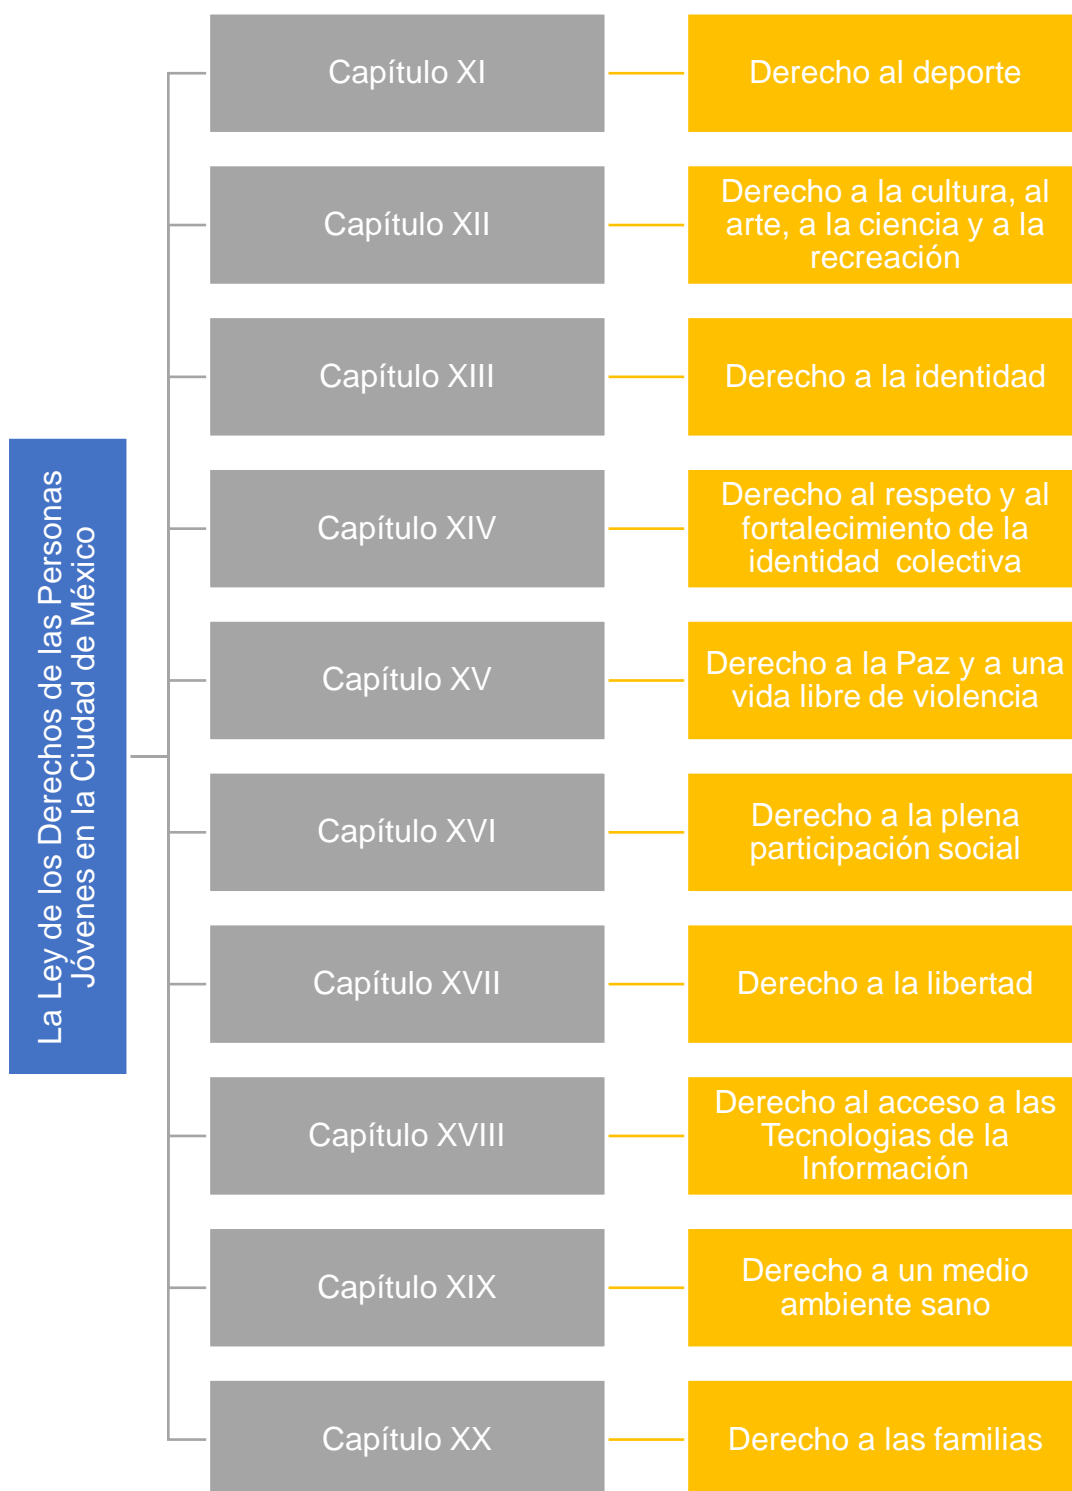 La Ley de los Derechos de las Personas
Jóvenes en la Ciudad de México
Capítulo XI
Derecho al deporte
Capítulo XII
Derecho a la cultura, al
arte, a la ciencia y a la
recreación
Capítulo XIII
Derecho a la identidad
Capítulo XIV
Derecho al respeto y al
fortalecimiento de la
identidad  colectiva
Capítulo XV
Derecho a la Paz y a una
vida libre de violencia
Capítulo XVI
Derecho a la plena
participación social
Capítulo XVII
Derecho a la libertad
Capítulo XVIII
Derecho al acceso a las
Tecnologias de la
Información
Capítulo XIX
Derecho a un medio
ambiente sano
Capítulo XX
Derecho a las familias